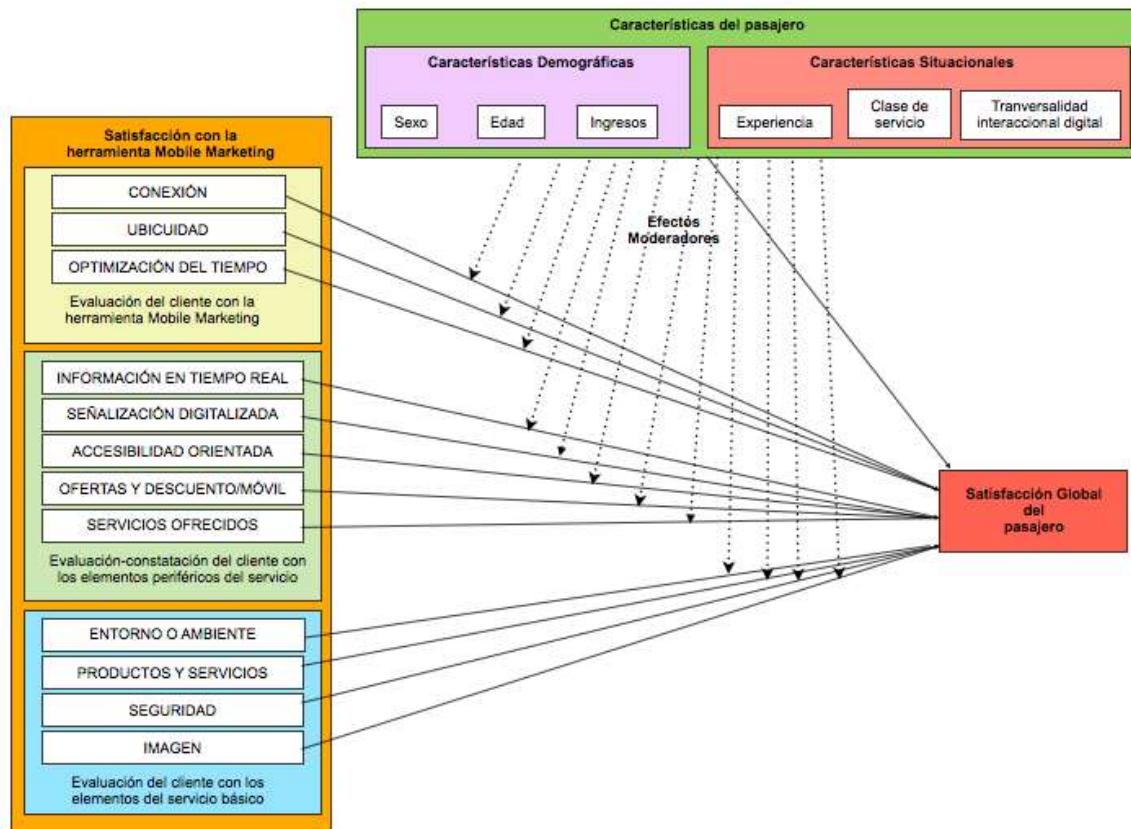 Características del pasajero
Características Demográficas
Sexo
Edad
Ingresos
Características Situacionales
Experiencia
Clase de
servicio
Tranversalidad
interaccional digital
Efectos
Moderadores
Satisfacción con la
herramienta Mobile Marketing
CONEXIÓN
UBICUIDAD
OPTIMIZACIÓN DEL TIEMPO
Evaluación del cliente con la
herramienta Mobile Marketing
INFORMACIÓN EN TIEMPO REAL
SEÑALIZACIÓN DIGITALIZADA
ACCESIBILIDAD ORIENTADA
OFERTAS Y DESCUENTO/MÓVIL
SERVICIOS OFRECIDOS
Evaluación-constatación del cliente con
los elementos periféricos del servicio
ENTORNO O AMBIENTE
PRODUCTOS Y SERVICIOS
SEGURIDAD
IMAGEN
Evaluación del cliente con los
elementos del servicio básico
Satisfacción Global
del
pasajero